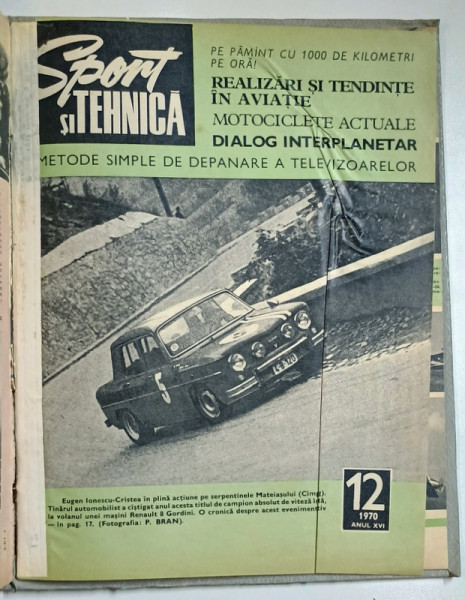 Sport
și TEHNICĂ
PE PĂMÎNT CU 1000 DE KILOMETRI
PE ORĂ!
REALIZĂRI ȘI TENDINȚE
ÎN AVIAȚIE
MOTOCICLETE ACTUALE
DIALOG INTERPLANETAR
METODE SIMPLE DE DEPANARE A TELEVIZOARELOR
5
Eugen Ionescu-Cristea în plină acțiune pe serpentinele Mateiașului (Cîmpg).
Tînărul automobilist a cîștigat anul acesta titlul de campion absolut de viteză
la volanul unei mașini Renault 8 Gordini. O cronică despre acest
— în pag. 17. (Fotografia: P. BRAN)
12
1970
ANUL XVI